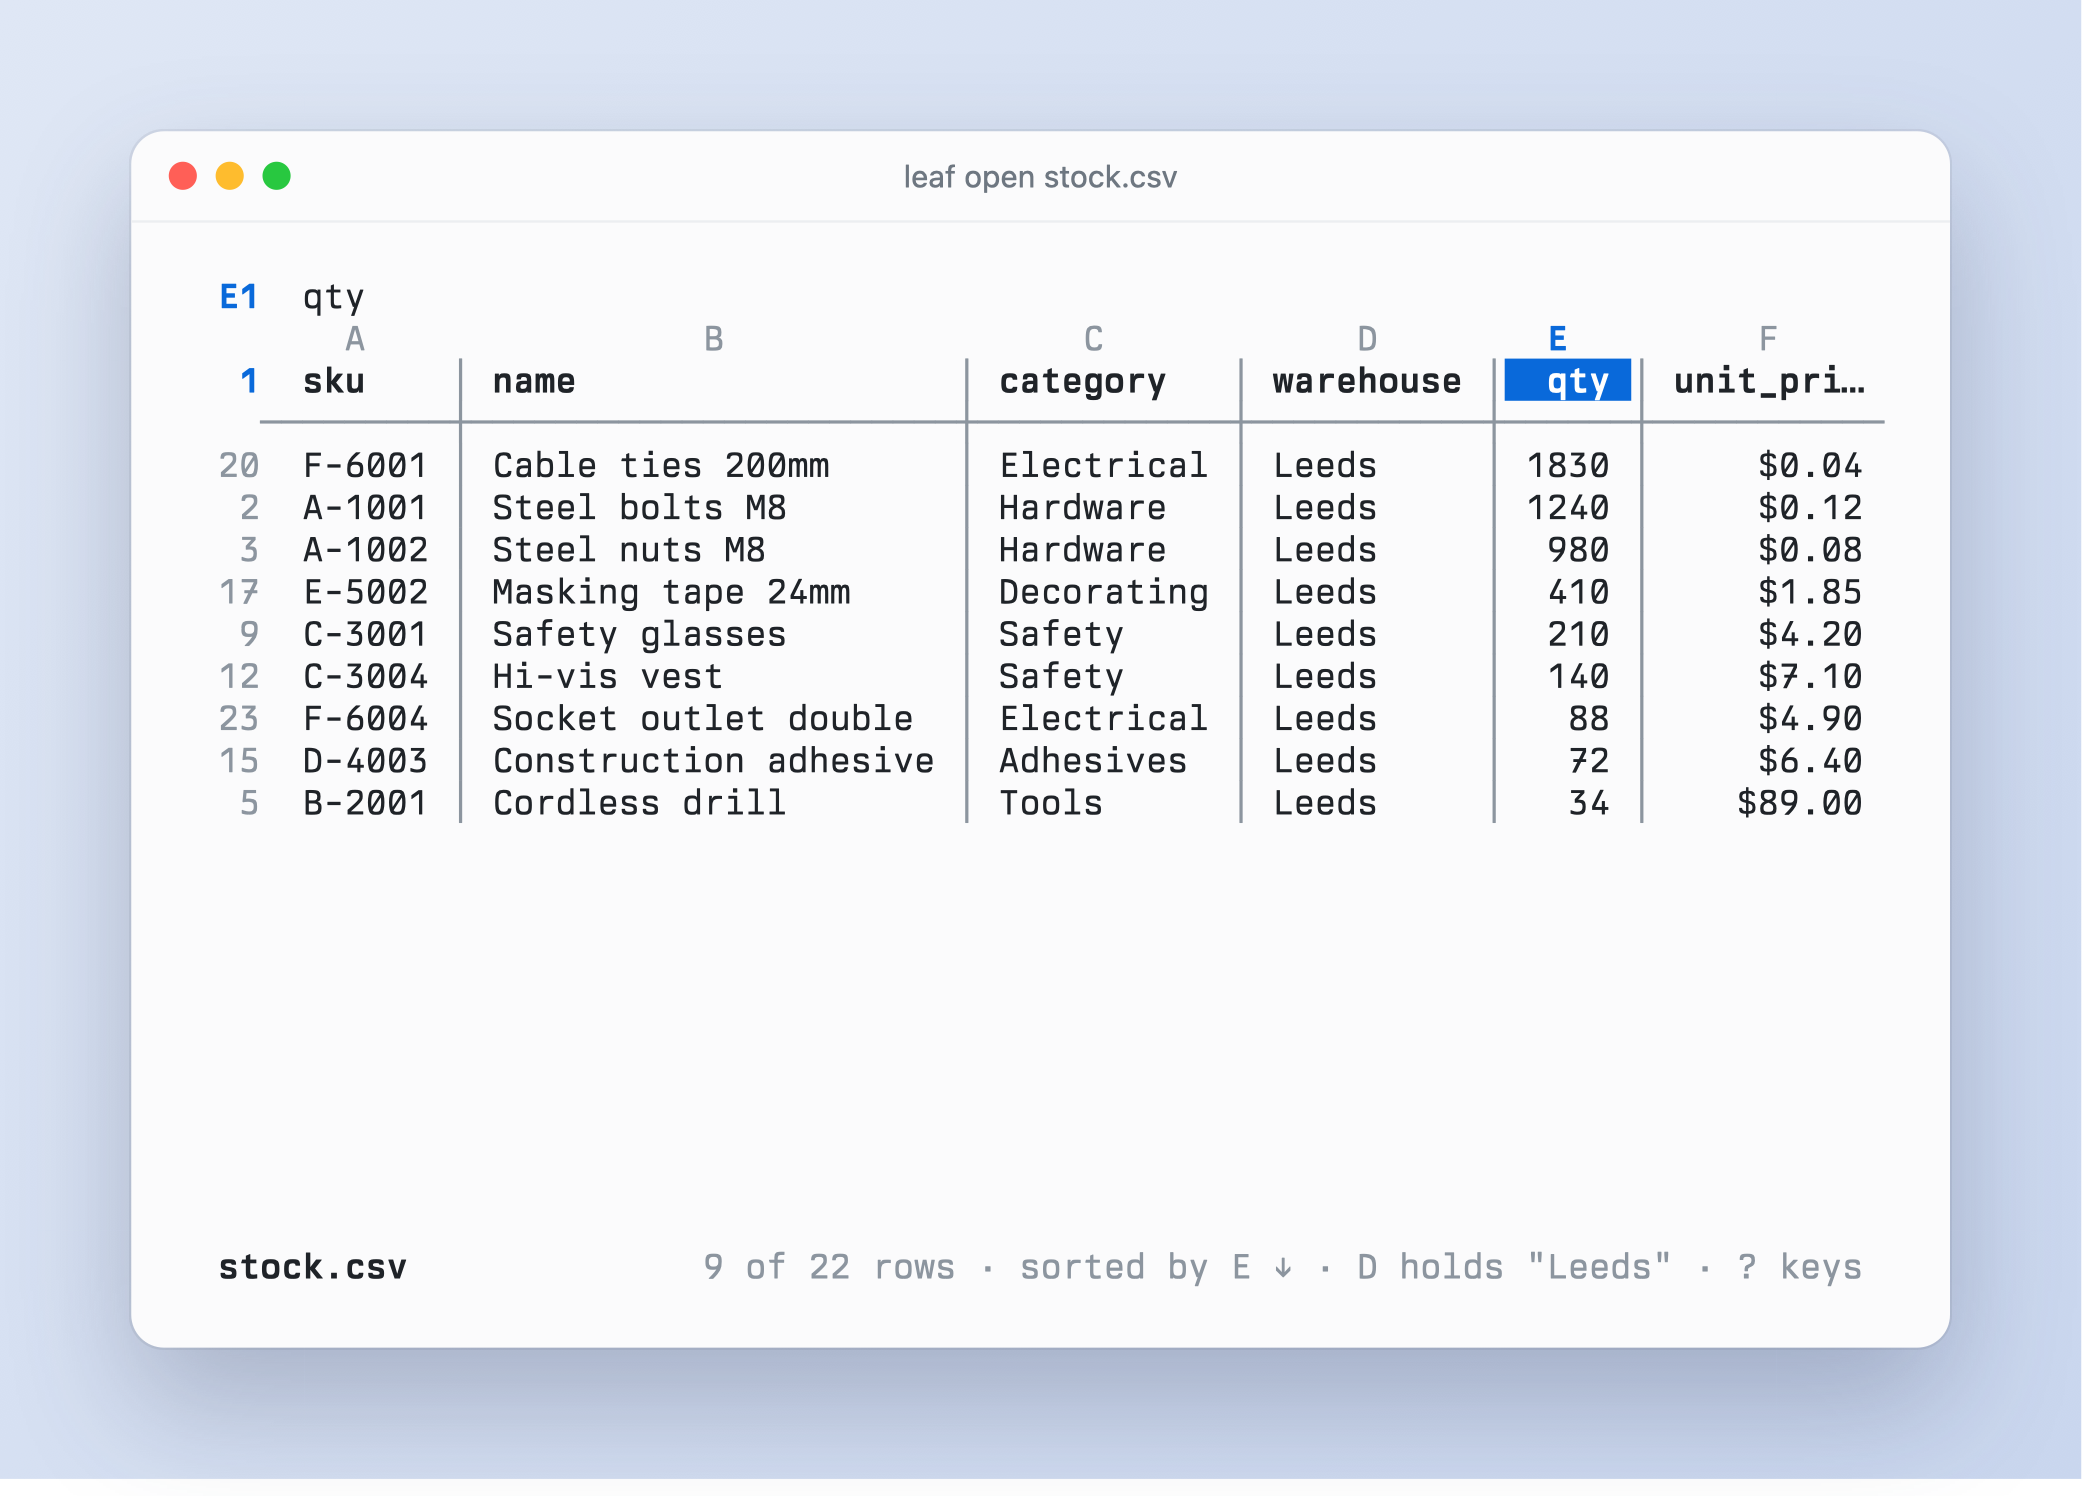 leaf open stock.csv
E1 qty
A B C D E F
1 sku name category warehouse qty unit_pri…
20 F-6001 Cable ties 200mm Electrical Leeds 1830 $0.04
2 A-1001 Steel bolts M8 Hardware Leeds 1240 $0.12
3 A-1002 Steel nuts M8 Hardware Leeds 980 $0.08
17 E-5002 Masking tape 24mm Decorating Leeds 410 $1.85
9 C-3001 Safety glasses Safety Leeds 210 $4.20
12 C-3004 Hi-vis vest Safety Leeds 140 $7.10
23 F-6004 Socket outlet double Electrical Leeds 88 $4.90
15 D-4003 Construction adhesive Adhesives Leeds 72 $6.40
5 B-2001 Cordless drill Tools Leeds 34 $89.00
stock.csv 9 of 22 rows · sorted by E ↓ · D holds "Leeds" · ? keys